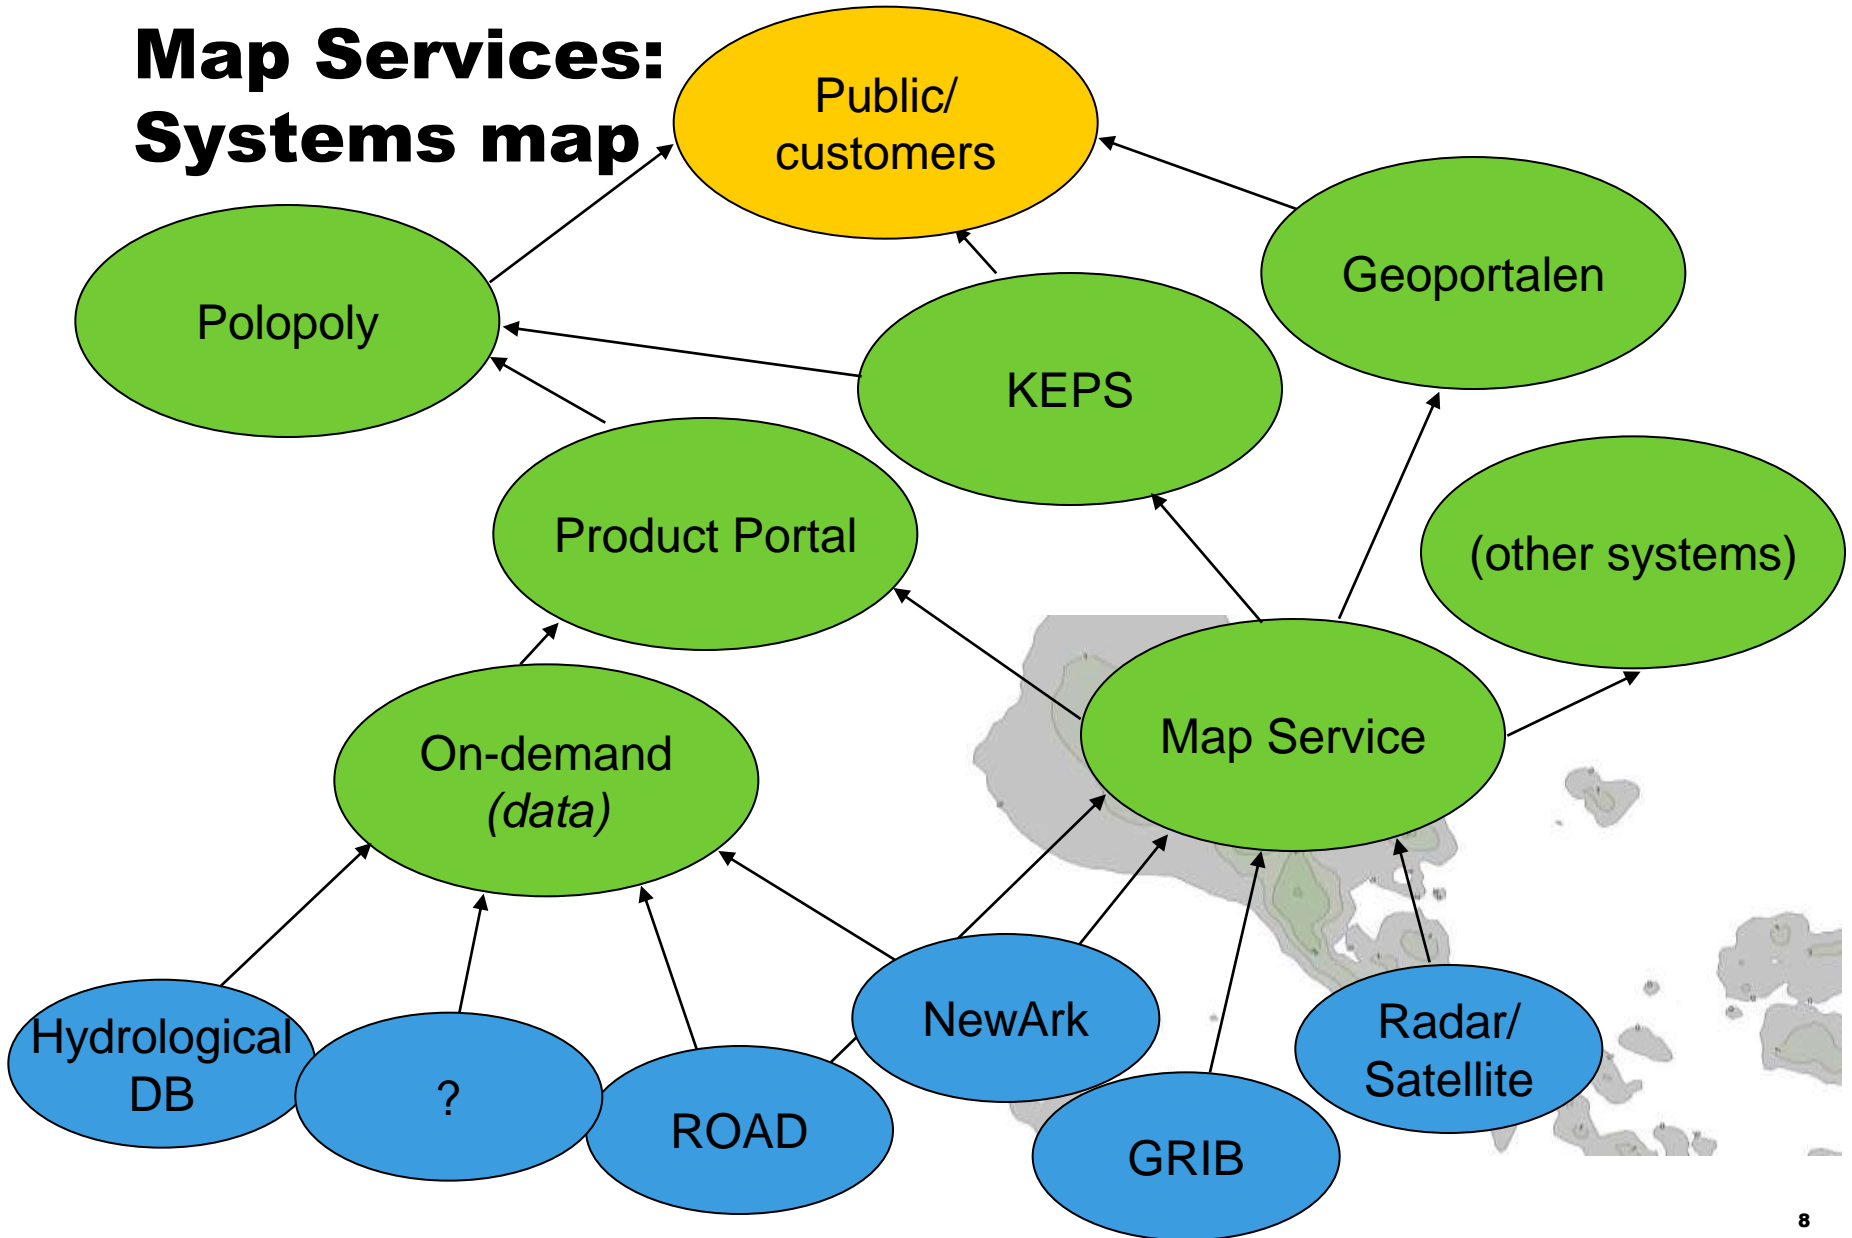 Map Services:
Systems map
Public/
customers
Geoportalen
Polopoly
KEPS
Product Portal
(other systems)
On-demand
(data)
Map Service
Hydrological
DB
?
ROAD
NewArk
GRIB
Radar/
Satellite
8